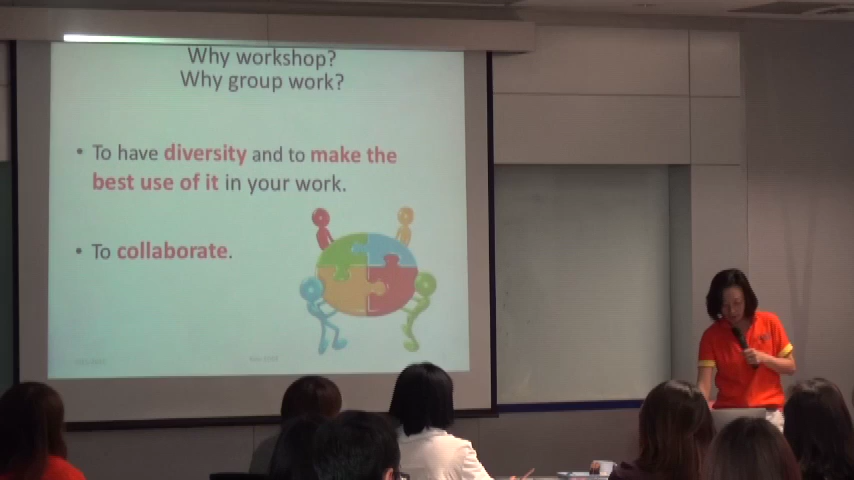 Why workshop?
Why group work?
• To have diversity and to make the
best use of it in your work.
• To collaborate.